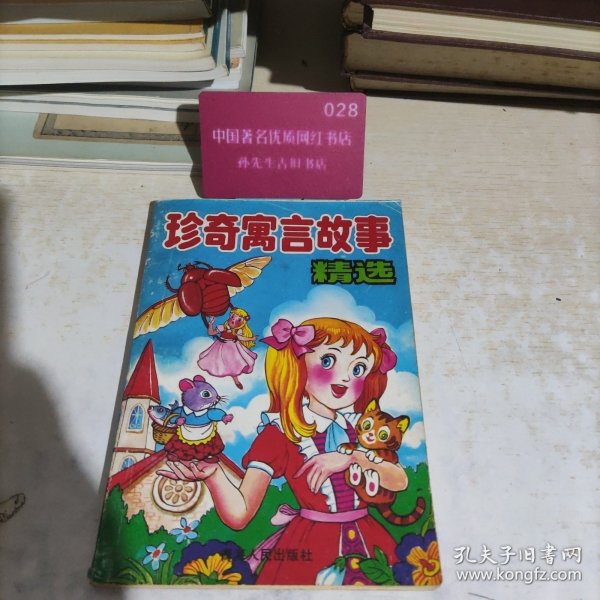 028
中国著名优质网红书店
孙先生古旧书店
珍奇寓言故事
精选
人民出版社
孔夫子旧书网
www.kongfz.com